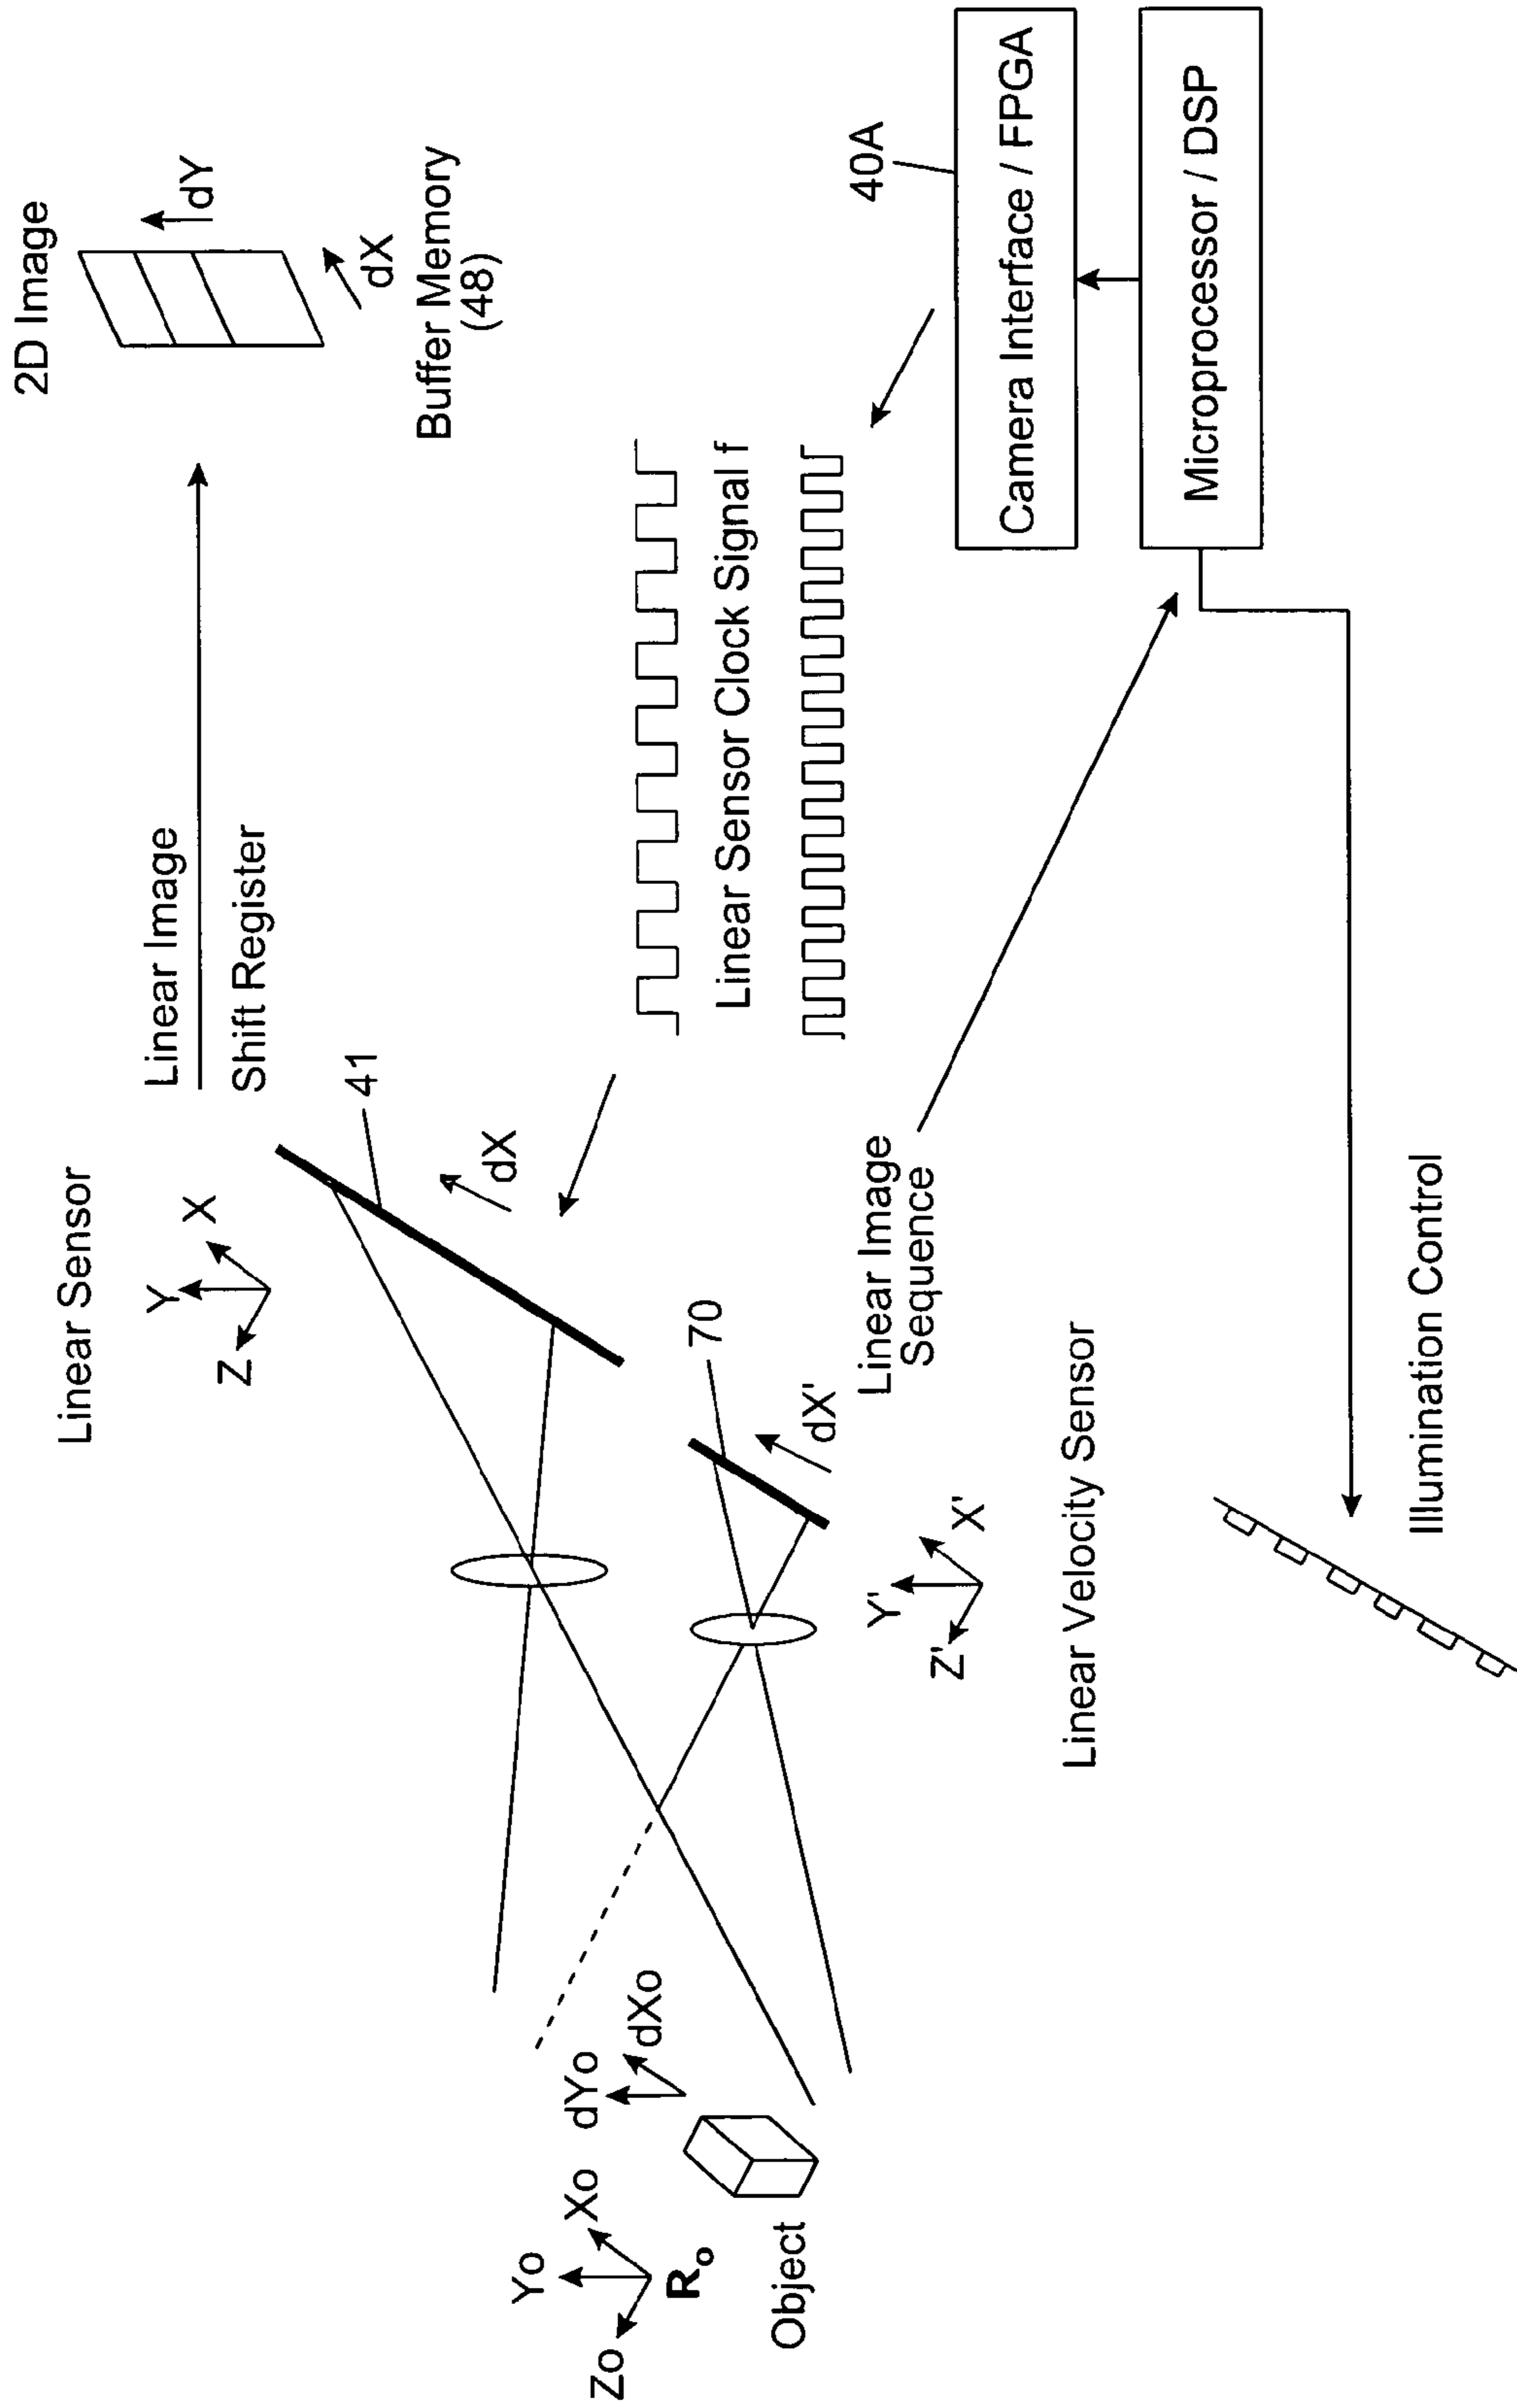 Linear Sensor
Y
X
Z
Linear Image
Shift Register
41
dX
2D Image
dY
dX
Buffer Memory
(48)
Yo
Xo
Zo
Ro
dYo
dXo
Object
70
dX'
Y'
X'
Z'
Linear Velocity Sensor
Linear Image
Sequence
Linear Sensor Clock Signal f
40A
Camera Interface / FPGA
Microprocessor / DSP
Illumination Control